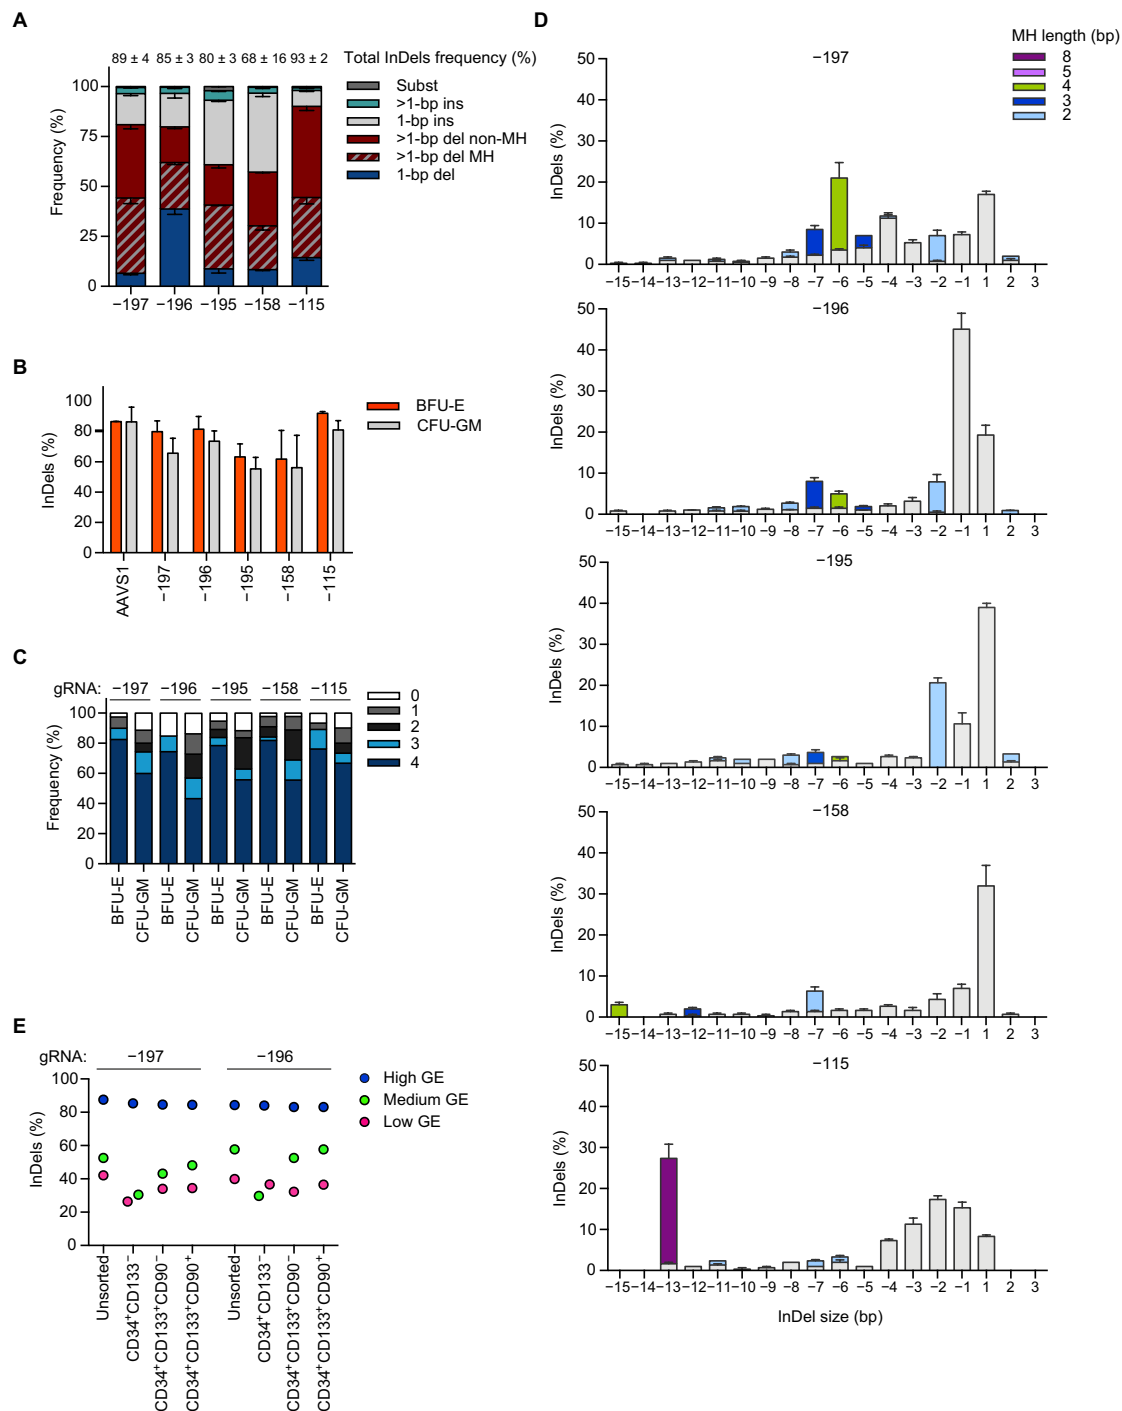 A
89 ± 4 85 ± 3 80 ± 3 68 ± 16 93 ± 2 Total InDels frequency (%)
Frequency (%)
100
75
50
25
0
−197 −196 −195 −158 −115
Subst
>1-bp ins
1-bp ins
>1-bp del non-MH
>1-bp del MH
1-bp del
B
InDels (%)
100
80
60
40
20
0
AAVS1 −197 −196 −195 −158 −115
BFU-E
CFU-GM
C
gRNA: −197 −196 −195 −158 −115
Frequency (%)
100
80
60
40
20
0
BFU-E CFU-GM BFU-E CFU-GM BFU-E CFU-GM BFU-E CFU-GM BFU-E CFU-GM
0
1
2
3
4
E
gRNA: −197 −196
InDels (%)
100
80
60
40
20
0
Unsorted CD34+CD133− CD34+CD133+CD90− CD34+CD133+CD90+ Unsorted CD34+CD133− CD34+CD133+CD90− CD34+CD133+CD90+
High GE
Medium GE
Low GE
D
MH length (bp)
8
5
4
3
2
−197
InDels (%)
50
40
30
20
10
0
−15 −14 −13 −12 −11 −10 −9 −8 −7 −6 −5 −4 −3 −2 −1 1 2 3
−196
InDels (%)
50
40
30
20
10
0
−15 −14 −13 −12 −11 −10 −9 −8 −7 −6 −5 −4 −3 −2 −1 1 2 3
−195
InDels (%)
50
40
30
20
10
0
−15 −14 −13 −12 −11 −10 −9 −8 −7 −6 −5 −4 −3 −2 −1 1 2 3
−158
InDels (%)
50
40
30
20
10
0
−15 −14 −13 −12 −11 −10 −9 −8 −7 −6 −5 −4 −3 −2 −1 1 2 3
−115
InDels (%)
50
40
30
20
10
0
−15 −14 −13 −12 −11 −10 −9 −8 −7 −6 −5 −4 −3 −2 −1 1 2 3
InDel size (bp)